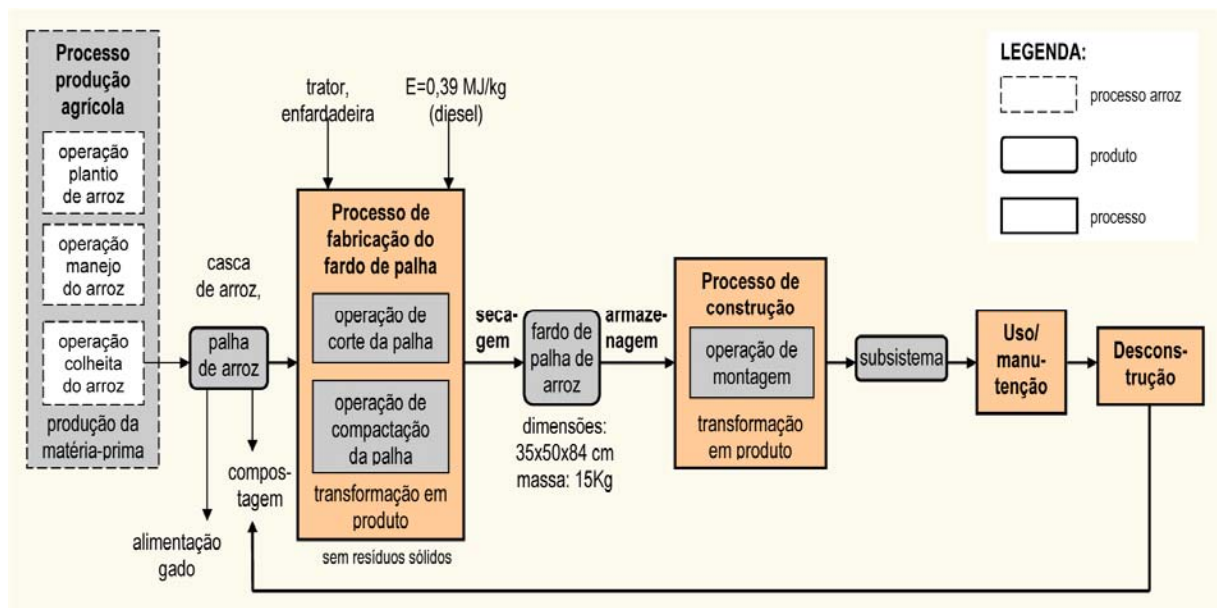 Processo
produção
agrícola
operação
plantio
de arroz
operação
manejo
do arroz
operação
colheita
do arroz
produção da
matéria-prima
casca
de arroz,
palha
de arroz
compos-
tagem
alimentação
gado
trator,
enfardadeira
E=0,39 MJ/kg
(diesel)
Processo de
fabricação do
fardo de palha
operação de
corte da palha
operação de
compactação
da palha
transformação em
produto
sem resíduos sólidos
seca-
gem
fardo de
palha de
arroz
dimensões:
35x50x84 cm
massa: 15Kg
armaze-
nagem
Processo de
construção
operação de
montagem
transformação
em produto
subsistema
Uso/
manu-
tenção
Descons-
trução
LEGENDA:
processo arroz
produto
processo